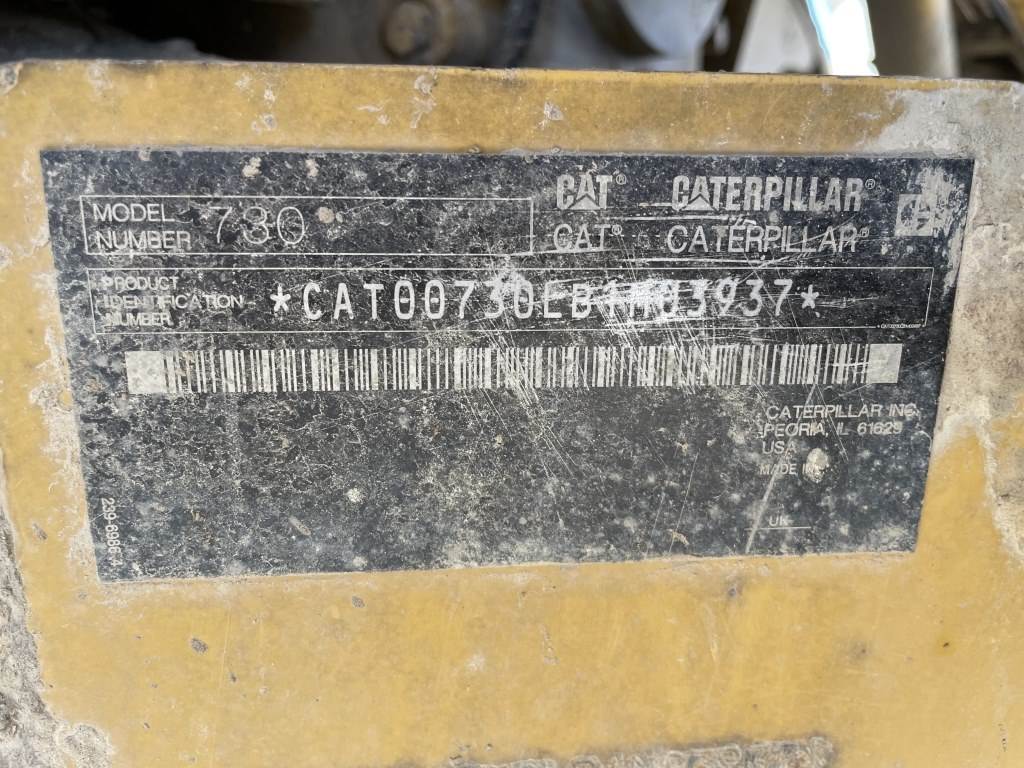 MODEL NUMBER 730
CAT® CATERPILLAR®
CAT® CATERPILLAR®
PRODUCT IDENTIFICATION NUMBER *CAT00730EB1M03937*
CATERPILLAR INC.
PEORIA, IL 61629
USA
MADE IN
UK